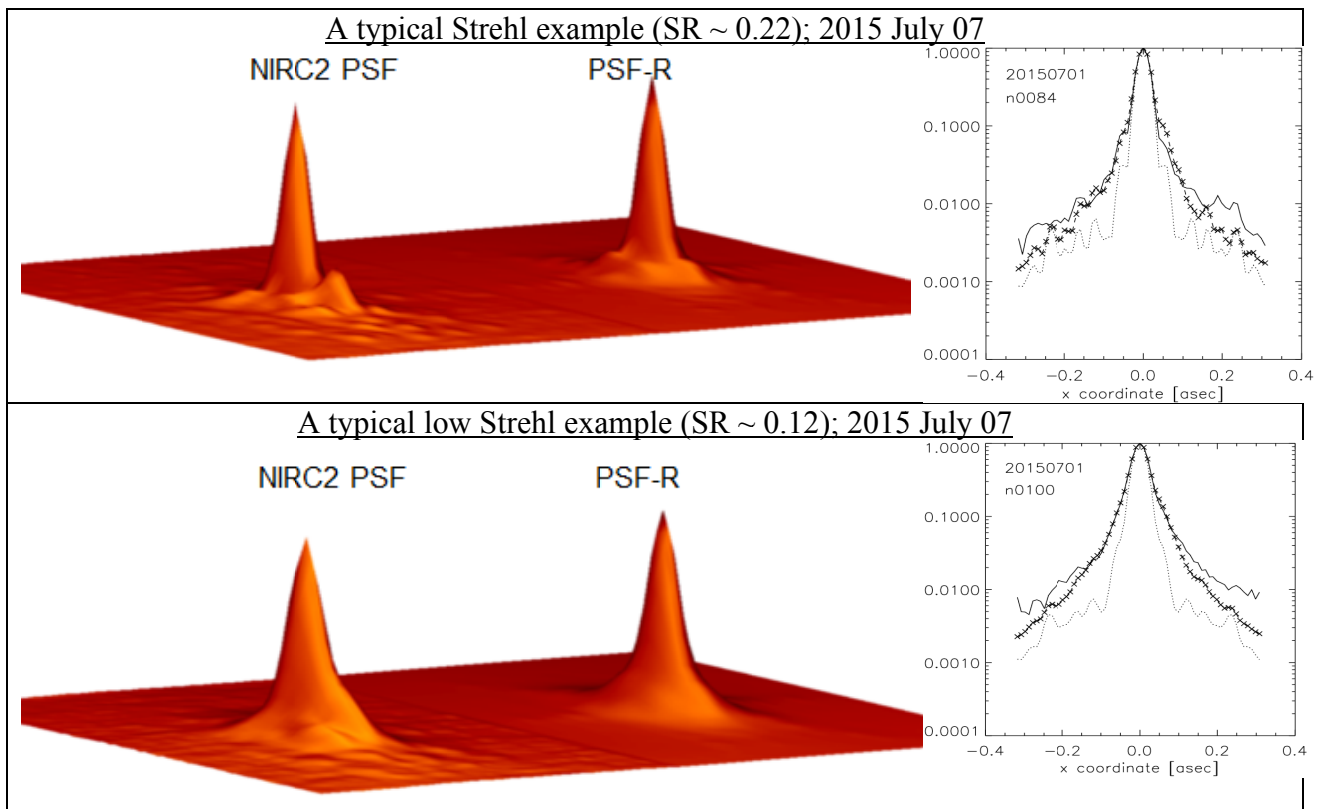 A typical Strehl example (SR ~ 0.22); 2015 July 07
NIRC2 PSF
PSF-R
1.0000
0.1000
0.0100
0.0010
0.0001
20150701
n0084
−0.4 −0.2 0.0 0.2 0.4
x coordinate [asec]
A typical low Strehl example (SR ~ 0.12); 2015 July 07
NIRC2 PSF
PSF-R
1.0000
0.1000
0.0100
0.0010
0.0001
20150701
n0100
−0.4 −0.2 0.0 0.2 0.4
x coordinate [asec]